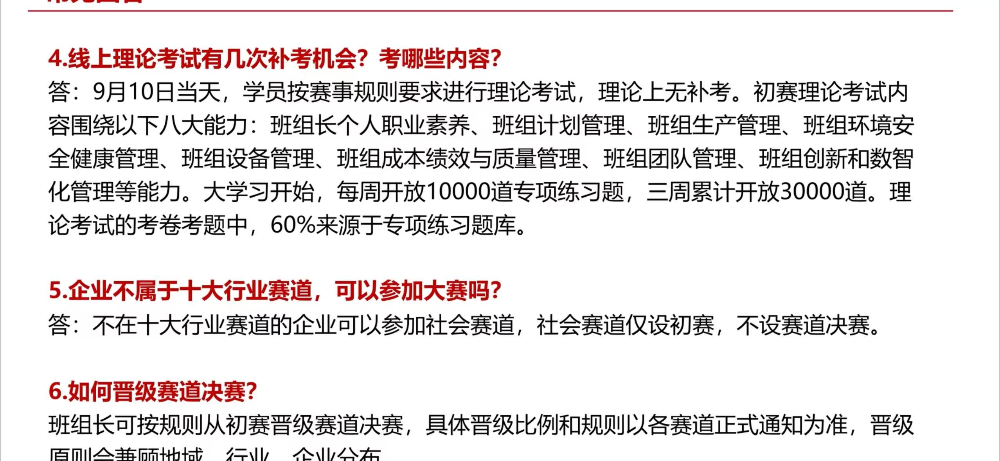 4.线上理论考试有几次补考机会？考哪些内容？
答：9月10日当天，学员按赛事规则要求进行理论考试，理论上无补考。初赛理论考试内
容围绕以下八大能力：班组长个人职业素养、班组计划管理、班组生产管理、班组环境安
全健康管理、班组设备管理、班组成本绩效与质量管理、班组团队管理、班组创新和数智
化管理等能力。大学习开始，每周开放10000道专项练习题，三周累计开放30000道。理
论考试的考卷考题中，60%来源于专项练习题库。
5.企业不属于十大行业赛道，可以参加大赛吗？
答：不在十大行业赛道的企业可以参加社会赛道，社会赛道仅设初赛，不设赛道决赛。
6.如何晋级赛道决赛？
班组长可按规则从初赛晋级赛道决赛，具体晋级比例和规则以各赛道正式通知为准，晋级
原则会兼顾地域、行业、企业分布